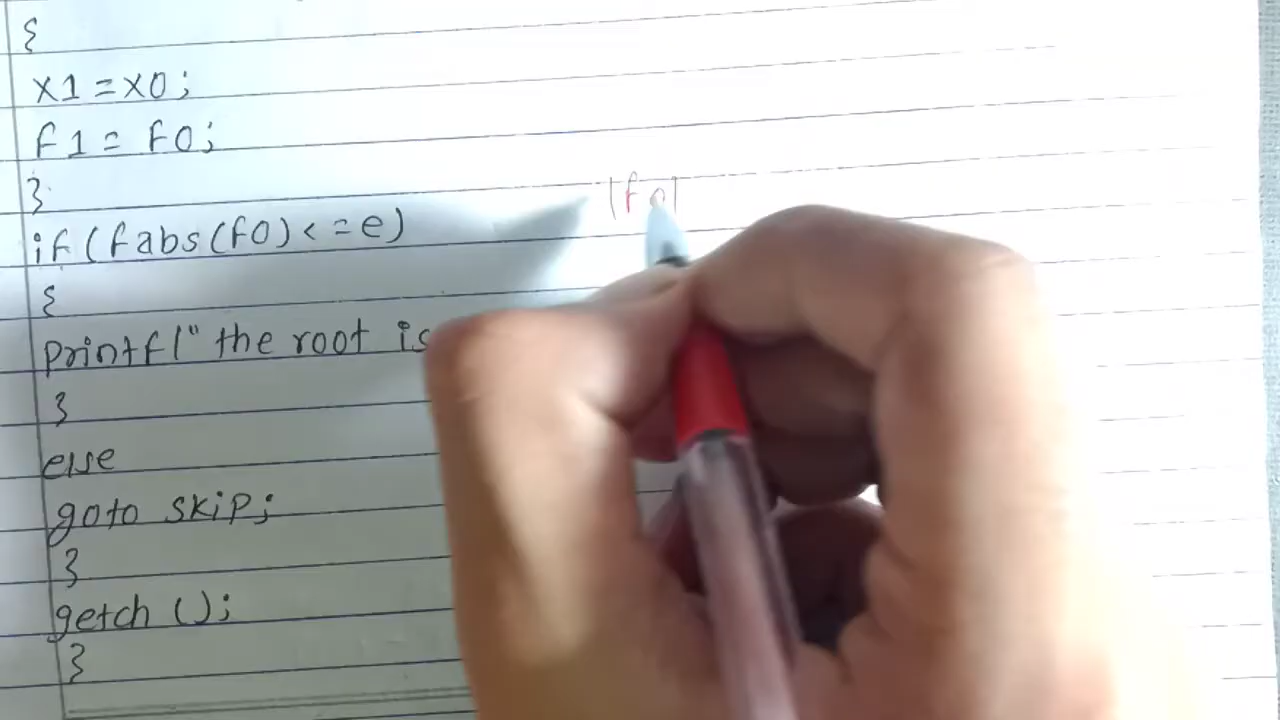 {
x1=x0;
f1= f0;
}
|f0|
if(fabs(f0)<=e)
{
printf(" the root is
}
else
goto skip;
}
getch ();
}